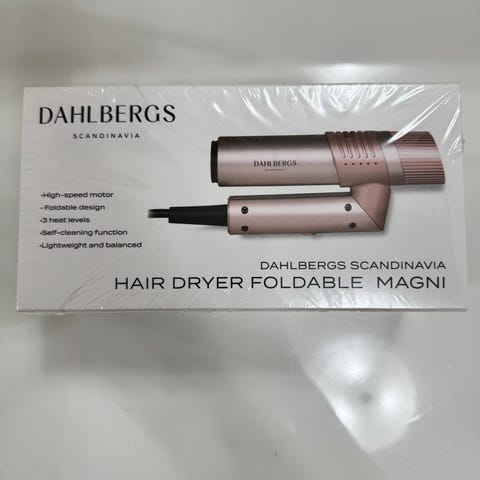 DAHLBERGS
SCANDINAVIA
DAHLBERGS
SCANDINAVIA
•High-speed motor
• Foldable design
•3 heat levels
•Self-cleaning function
•Lightweight and balanced
DAHLBERGS SCANDINAVIA
HAIR DRYER FOLDABLE MAGNI